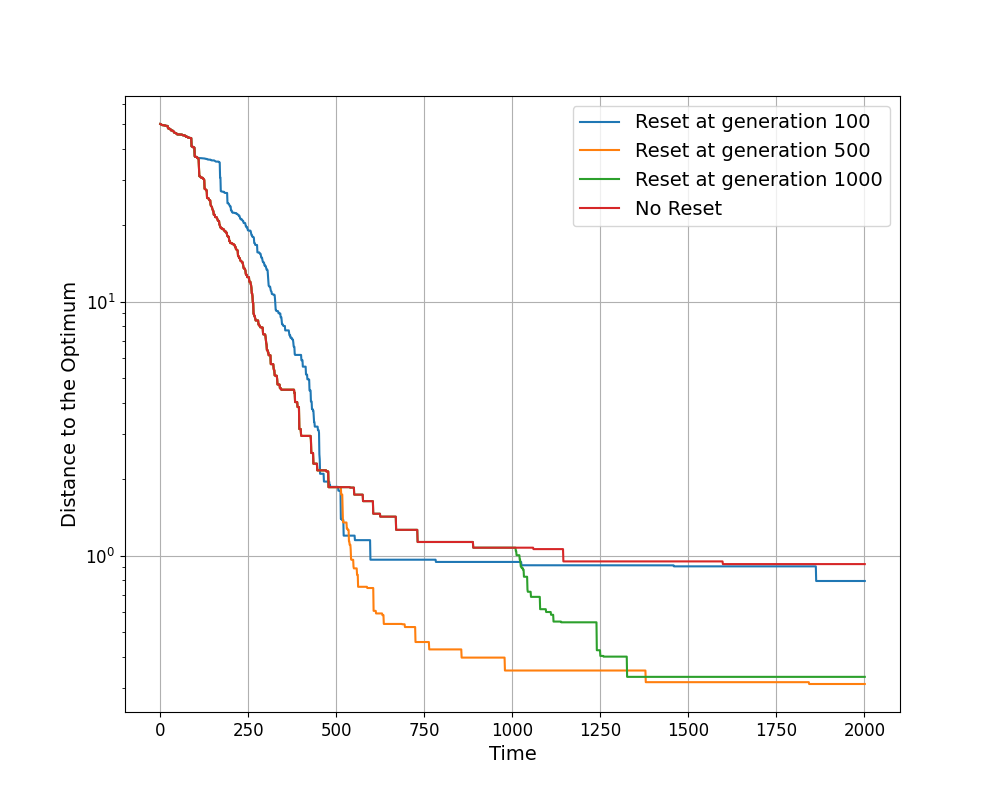 Reset at generation 100
Reset at generation 500
Reset at generation 1000
No Reset
10¹
10⁰
Distance to the Optimum
0 250 500 750 1000 1250 1500 1750 2000
Time